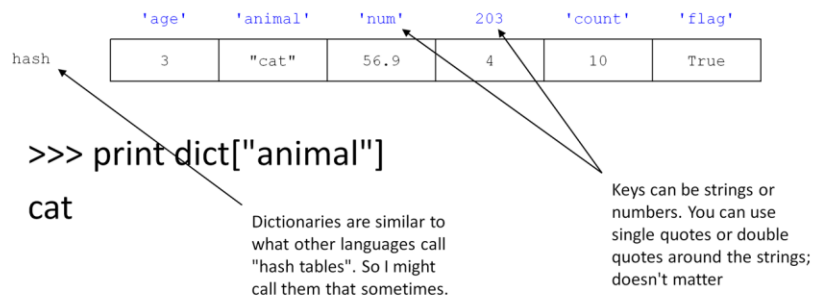 'age' 'animal' 'num' 203 'count' 'flag'
hash 3 "cat" 56.9 4 10 True
>>> print dict["animal"]
cat
Dictionaries are similar to
what other languages call
"hash tables". So I might
call them that sometimes.
Keys can be strings or
numbers. You can use
single quotes or double
quotes around the strings;
doesn't matter